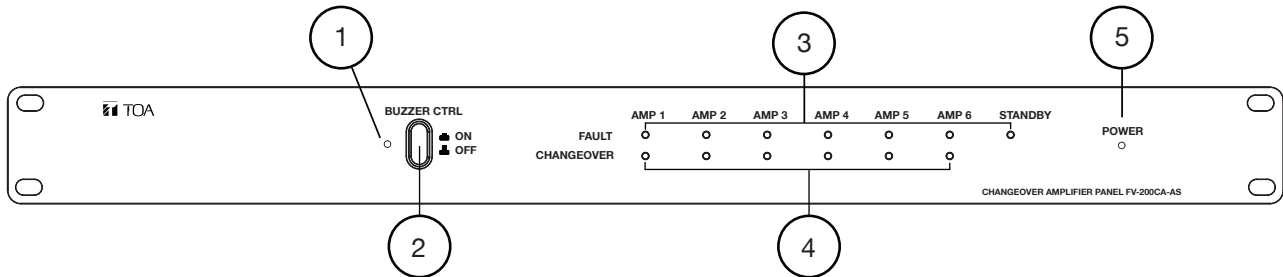 1
3
5
TOA
BUZZER CTRL
ON
OFF
AMP 1 AMP 2 AMP 3 AMP 4 AMP 5 AMP 6 STANDBY
FAULT
CHANGEOVER
POWER
CHANGEOVER AMPLIFIER PANEL FV-200CA-AS
2
4